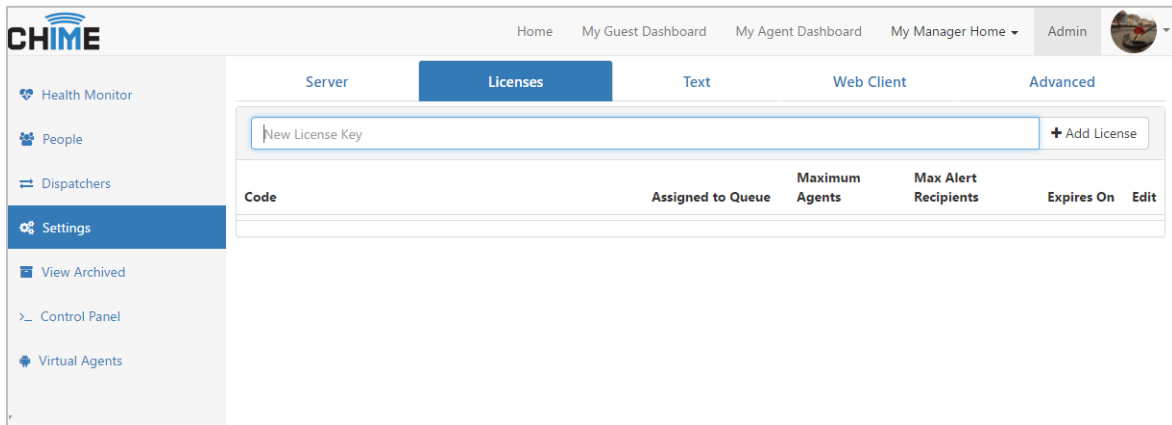 CHIME
Home My Guest Dashboard My Agent Dashboard My Manager Home Admin
Health Monitor
People
Dispatchers
Settings
View Archived
Control Panel
Virtual Agents
Server Licenses Text Web Client Advanced
New License Key
+ Add License
Code Assigned to Queue Maximum Agents Max Alert Recipients Expires On Edit